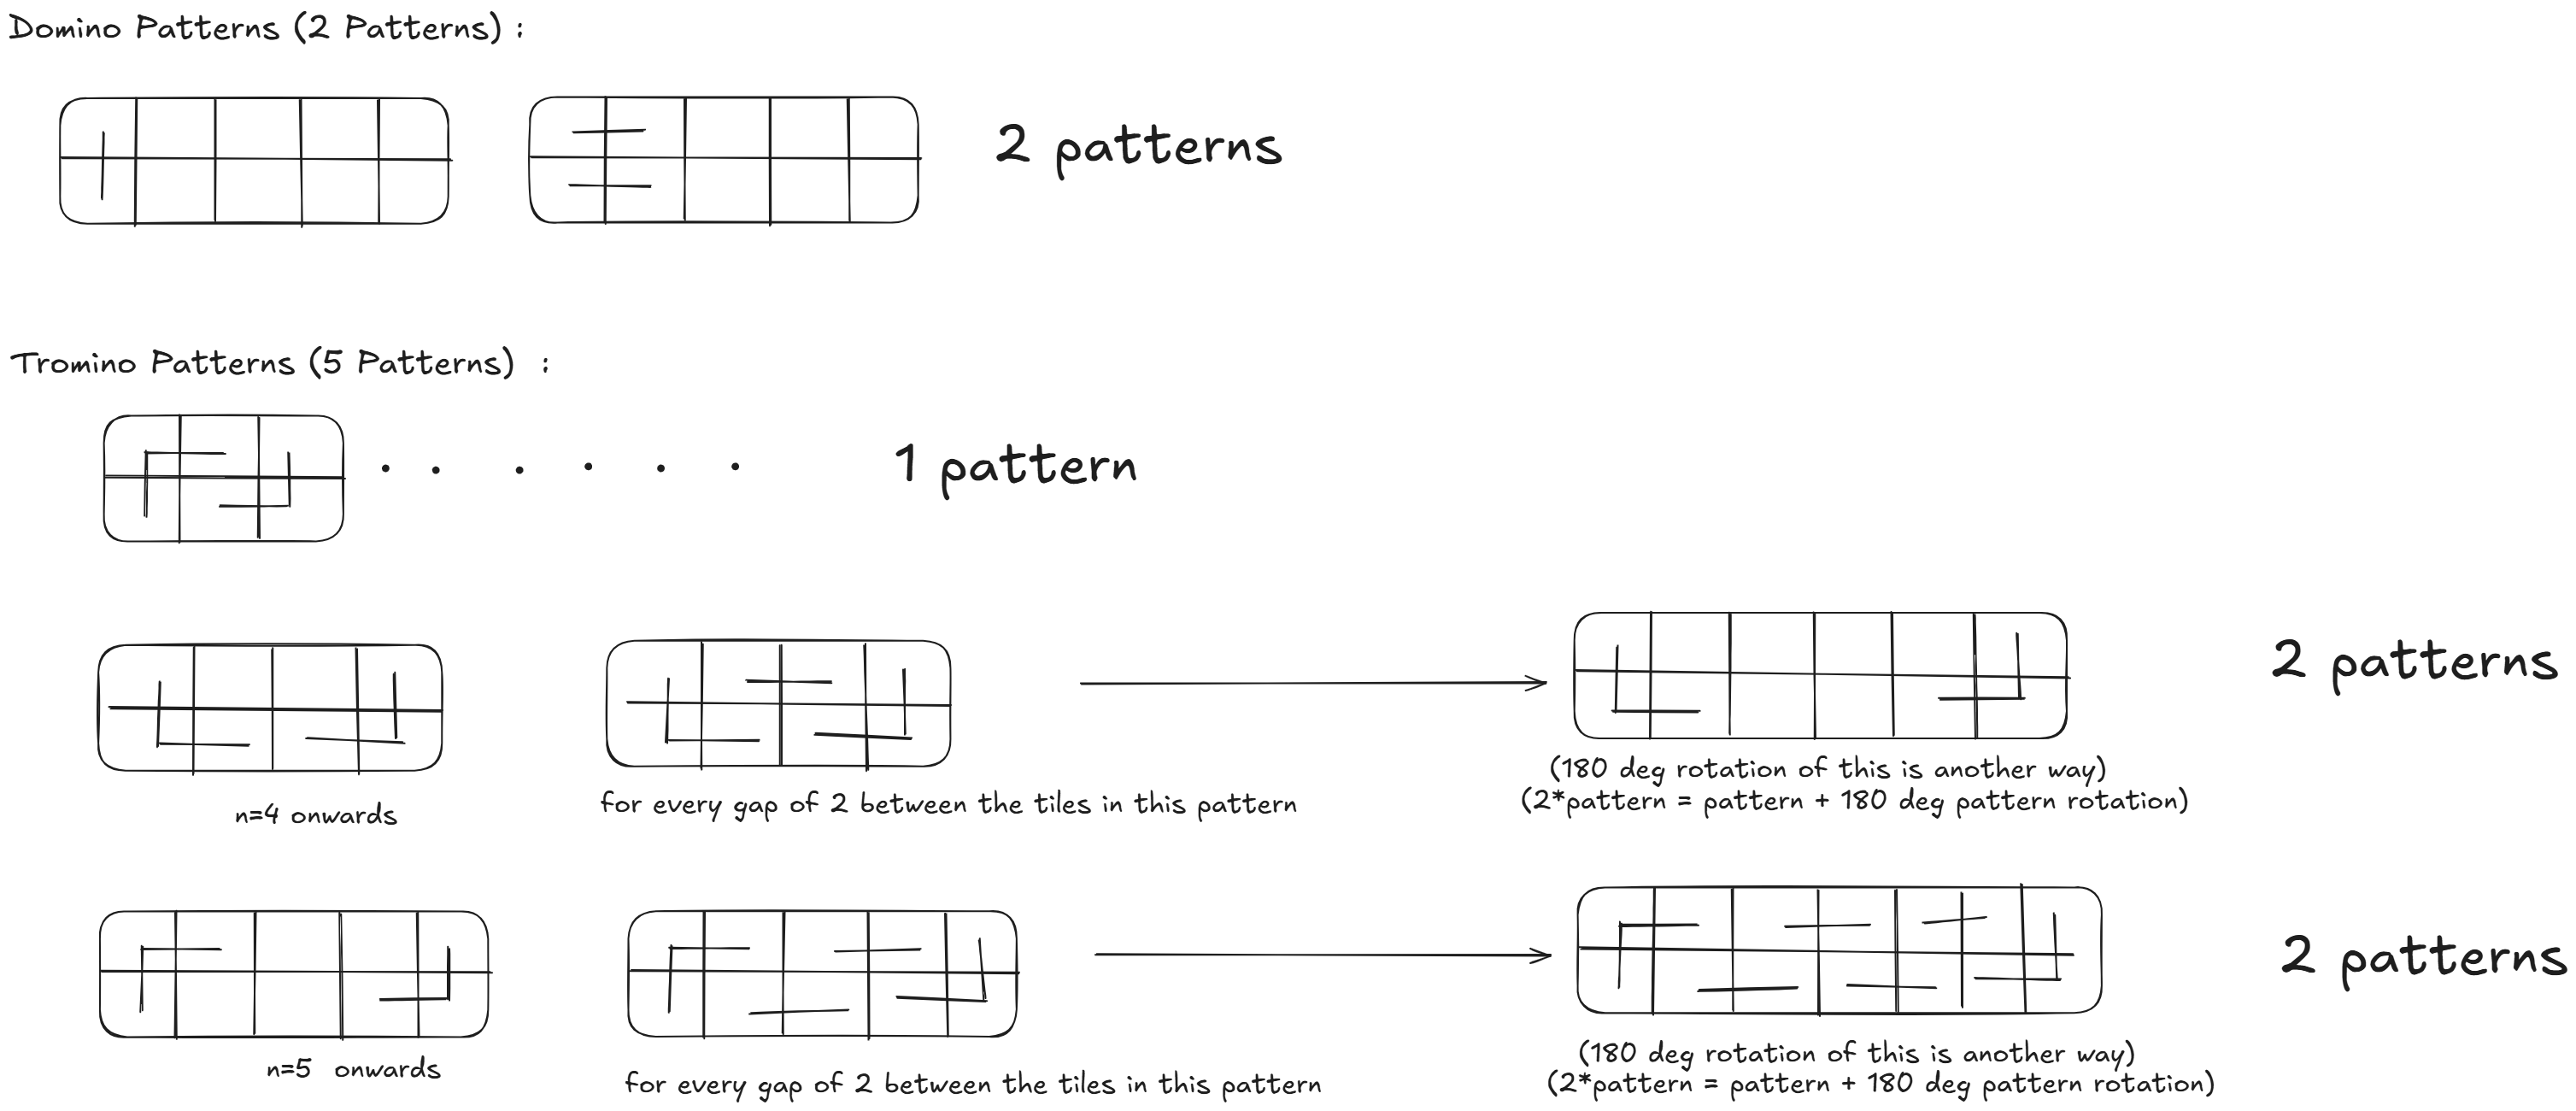 Domino Patterns (2 Patterns) :
2 patterns
Tromino Patterns (5 Patterns) :
1 pattern
2 patterns
(180 deg rotation of this is another way)
(2*pattern = pattern + 180 deg pattern rotation)
n=4 onwards
for every gap of 2 between the tiles in this pattern
2 patterns
(180 deg rotation of this is another way)
(2*pattern = pattern + 180 deg pattern rotation)
n=5 onwards
for every gap of 2 between the tiles in this pattern